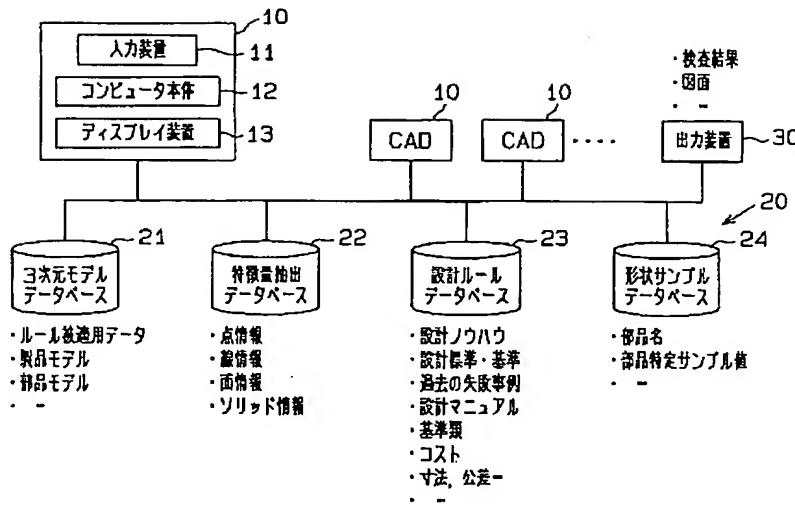 10
入力装置
11
コンピュータ本体
12
ディスプレイ装置
13
10
CAD
10
CAD
・・・・
・検査結果
・図面
・ ー
出力装置
30
20
21
3次元モデル
データベース
・ルール被適用データ
・製品モデル
・部品モデル
・ ー
22
特徴量抽出
データベース
・点情報
・線情報
・面情報
・ソリッド情報
23
設計ルール
データベース
・設計ノウハウ
・設計標準・基準
・過去の失敗事例
・設計マニュアル
・基準類
・コスト
・寸法，公差ー
・ ー
24
形状サンプル
データベース
・部品名
・部品特定サンプル値
・ ー